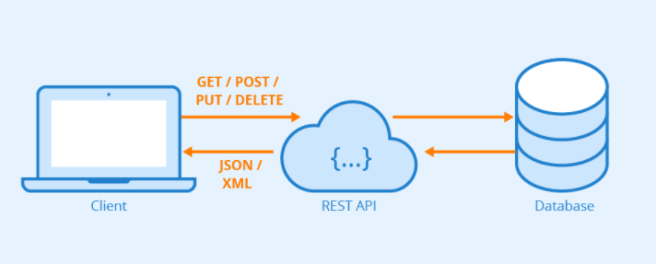 GET / POST /
PUT / DELETE
{...}
JSON /
XML
Client
REST API
Database